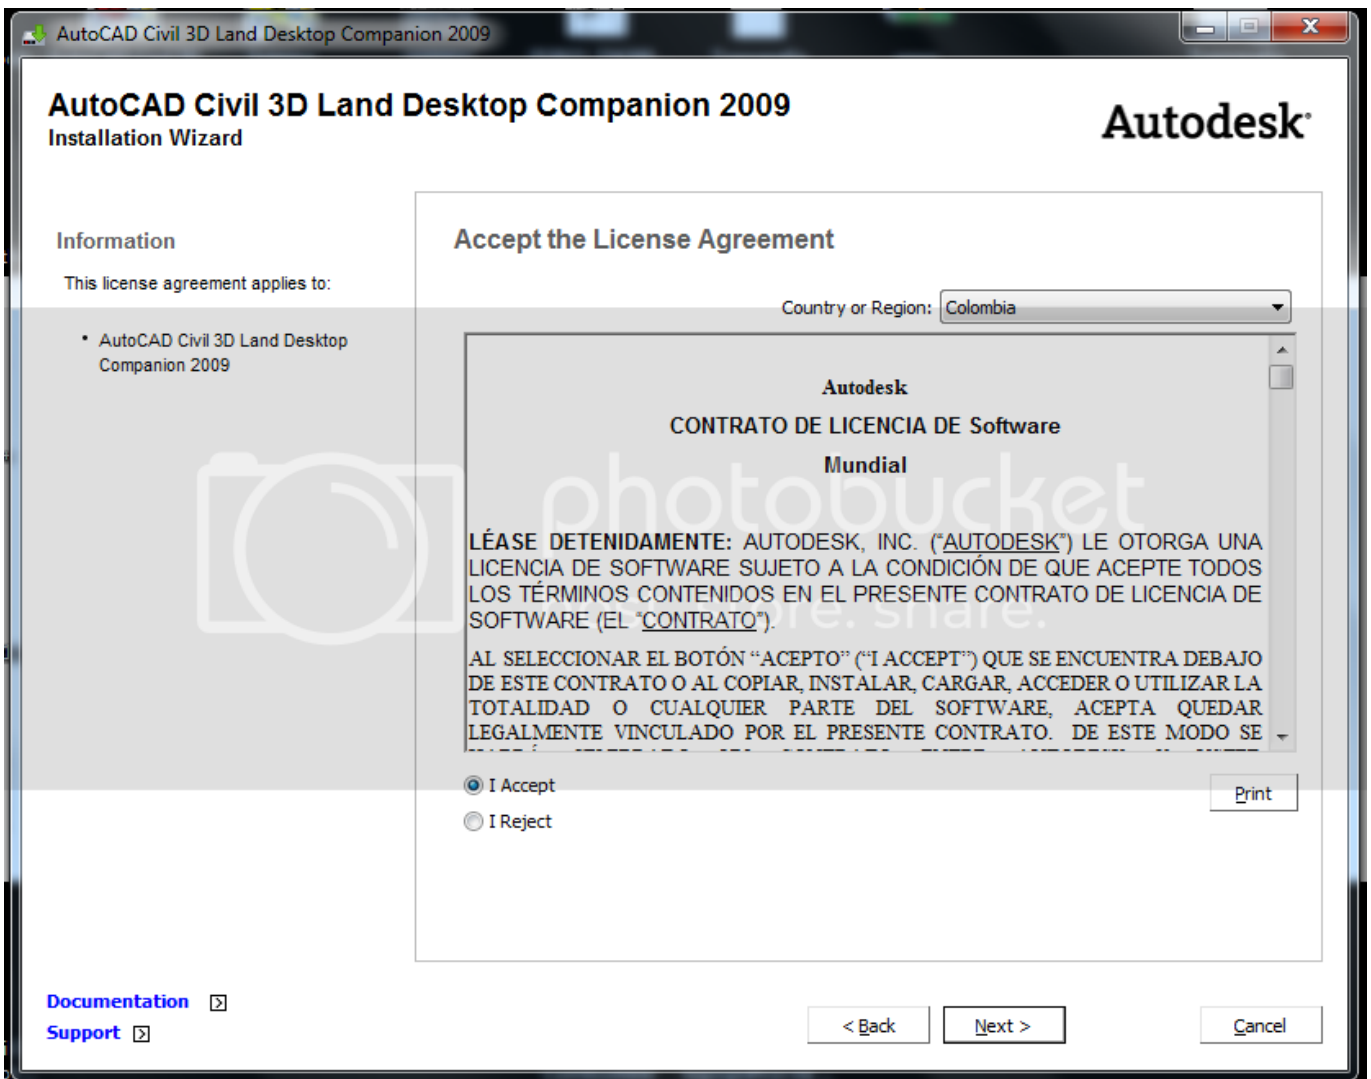 AutoCAD Civil 3D Land Desktop Companion 2009
AutoCAD Civil 3D Land Desktop Companion 2009
Installation Wizard
Autodesk
Information
This license agreement applies to:
• AutoCAD Civil 3D Land Desktop
Companion 2009
Accept the License Agreement
Country or Region: Colombia
Autodesk
CONTRATO DE LICENCIA DE Software
Mundial
photobucket
LÉASE DETENIDAMENTE: AUTODESK, INC. (“AUTODESK”) LE OTORGA UNA
LICENCIA DE SOFTWARE SUJETO A LA CONDICIÓN DE QUE ACEPTE TODOS
LOS TÉRMINOS CONTENIDOS EN EL PRESENTE CONTRATO DE LICENCIA DE
SOFTWARE (EL “CONTRATO”).
AL SELECCIONAR EL BOTÓN “ACEPTO” (“I ACCEPT”) QUE SE ENCUENTRA DEBAJO
DE ESTE CONTRATO O AL COPIAR, INSTALAR, CARGAR, ACCEDER O UTILIZAR LA
TOTALIDAD O CUALQUIER PARTE DEL SOFTWARE, ACEPTA QUEDAR
LEGALMENTE VINCULADO POR EL PRESENTE CONTRATO. DE ESTE MODO SE
I Accept
I Reject
Print
Documentation
Support
< Back
Next >
Cancel